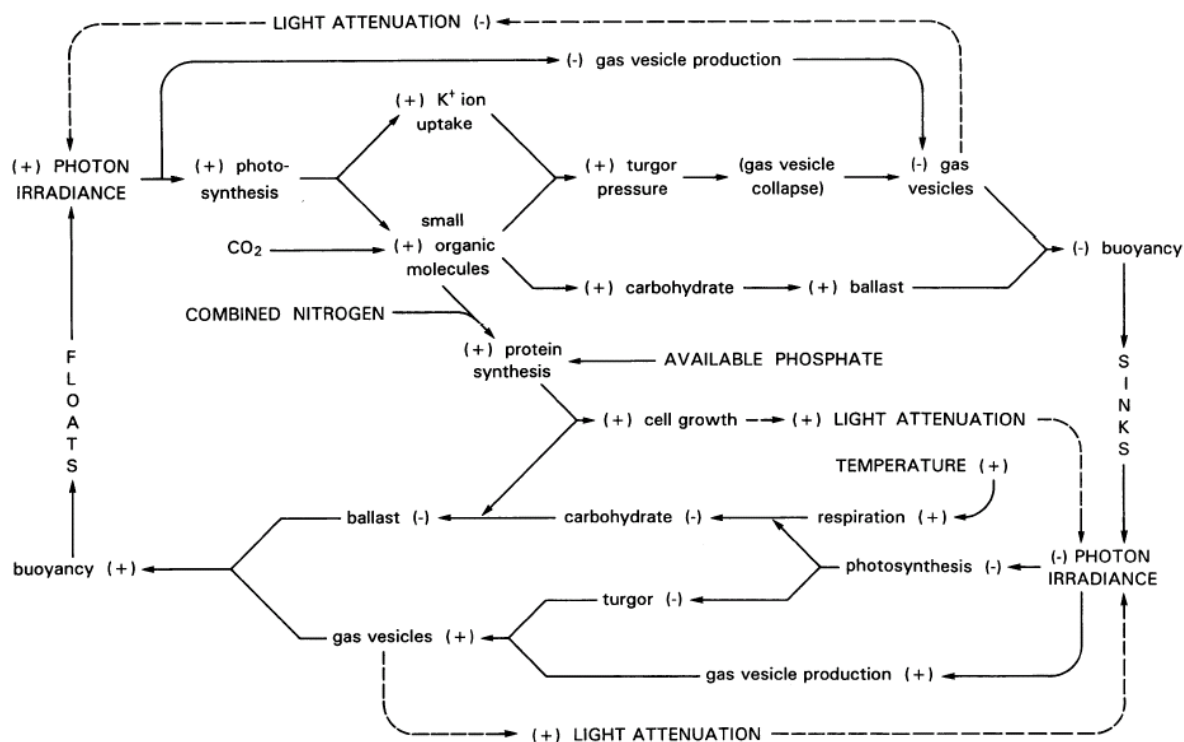 LIGHT ATTENUATION (-)
(-) gas vesicle production
(+) K⁺ ion
uptake
(+) PHOTON
IRRADIANCE
(+) photo-
synthesis
(+) turgor
pressure
(gas vesicle
collapse)
(-) gas
vesicles
small
(+) organic
molecules
CO₂
(-) buoyancy
(+) carbohydrate
(+) ballast
COMBINED NITROGEN
(+) protein
synthesis
AVAILABLE PHOSPHATE
FLOATS
SINKS
(+) cell growth
(+) LIGHT ATTENUATION
TEMPERATURE (+)
ballast (-)
carbohydrate (-)
respiration (+)
buoyancy (+)
photosynthesis (-)
(-) PHOTON
IRRADIANCE
turgor (-)
gas vesicles (+)
gas vesicle production (+)
(+) LIGHT ATTENUATION